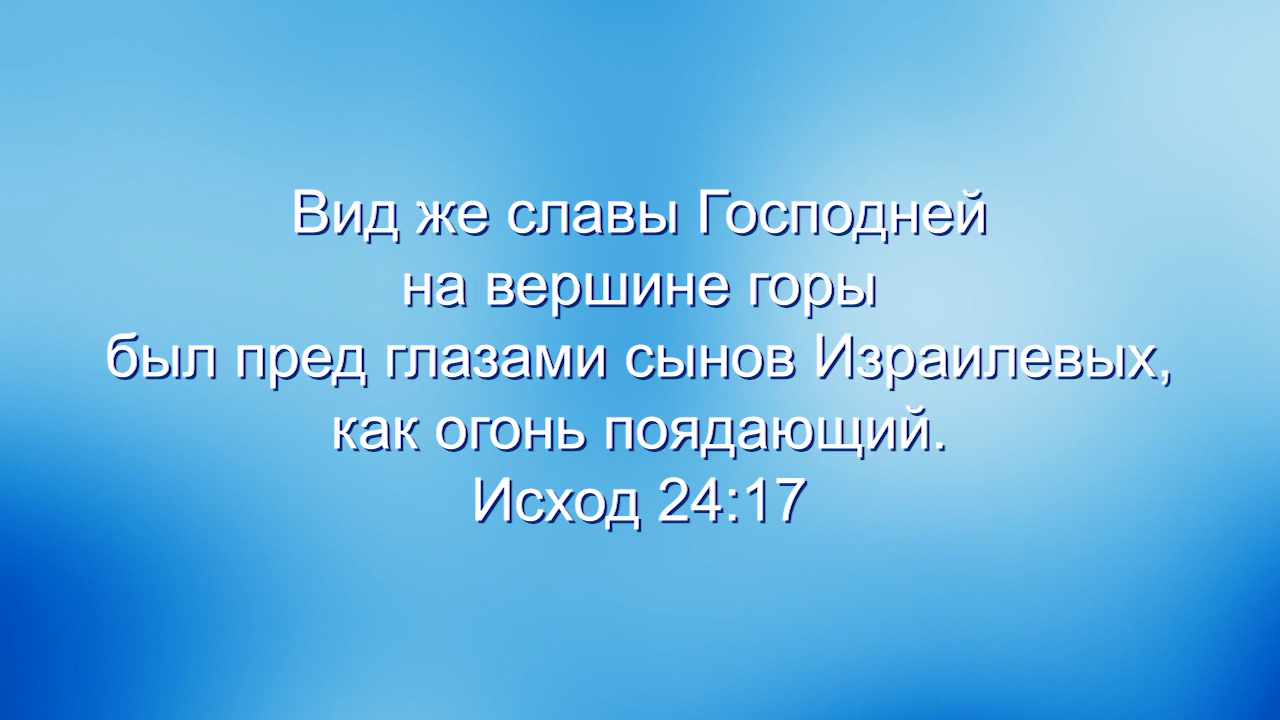 Вид же славы Господней
на вершине горы
был пред глазами сынов Израилевых,
как огонь поядающий.
Исход 24:17